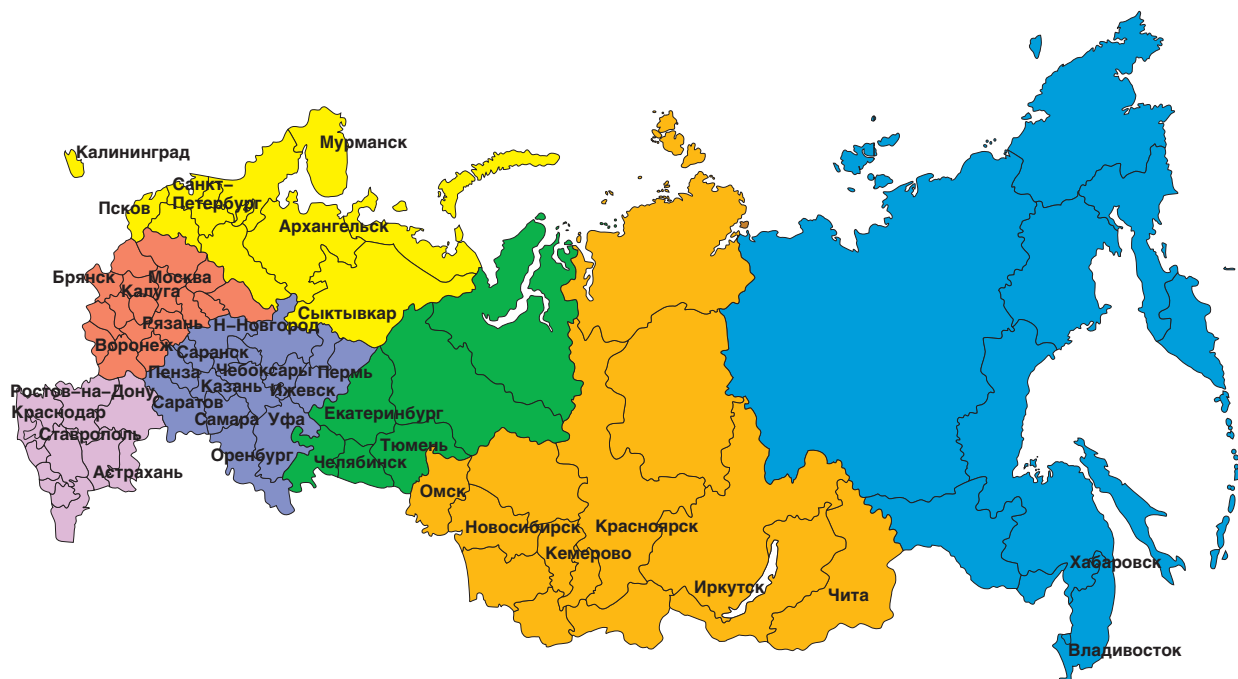 Мурманск
Калининград
Санкт–
Петербург
Псков
Архангельск
Брянск
Москва
Калуга
Сыктывкар
Рязань
Н–Новгород
Воронеж
Саранск
Чебоксары
Пермь
Пенза
Казань
Ижевск
Ростов–на–Дону
Саратов
Краснодар
Самара
Уфа
Екатеринбург
Ставрополь
Тюмень
Оренбург
Челябинск
Астрахань
Омск
Новосибирск
Красноярск
Кемерово
Хабаровск
Иркутск
Чита
Владивосток